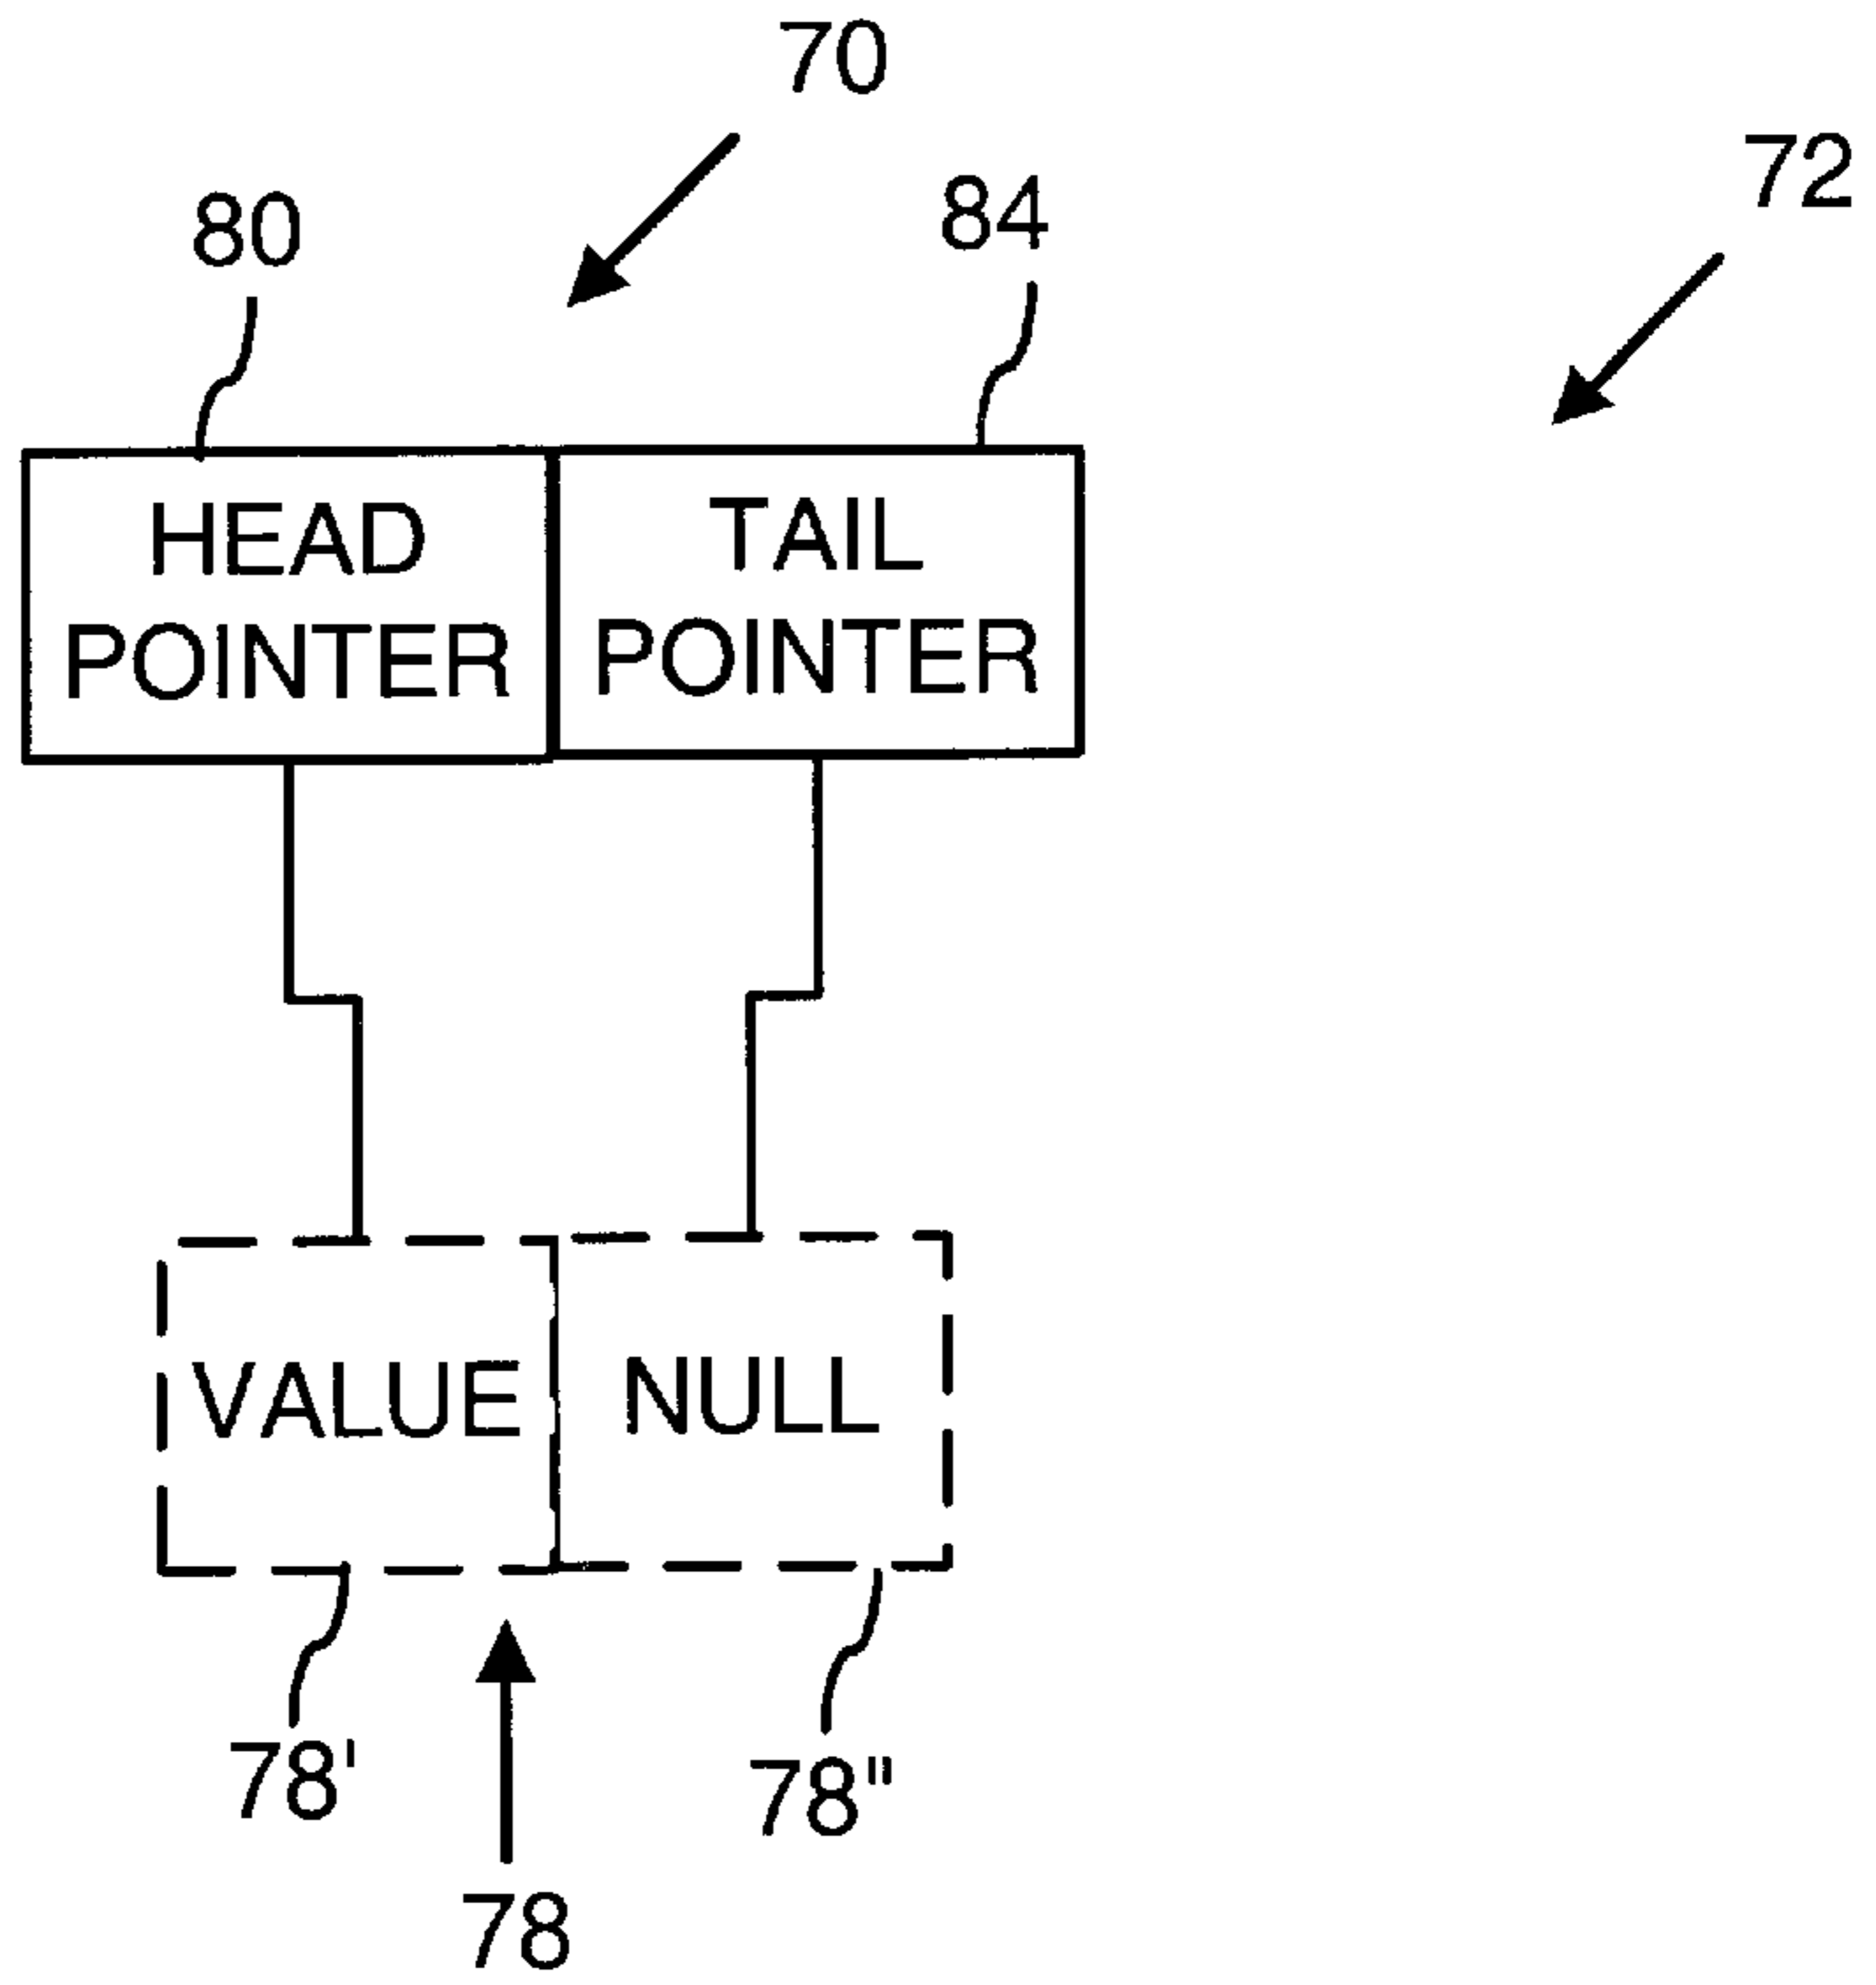 70
72
80
84
HEAD
POINTER
TAIL
POINTER
VALUE
NULL
78'
78"
78